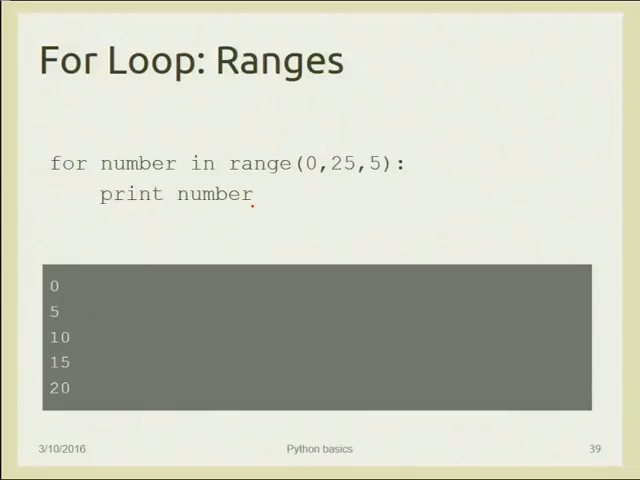 For Loop: Ranges
for number in range(0,25,5):
    print number
0
5
10
15
20
3/10/2016 Python basics 39